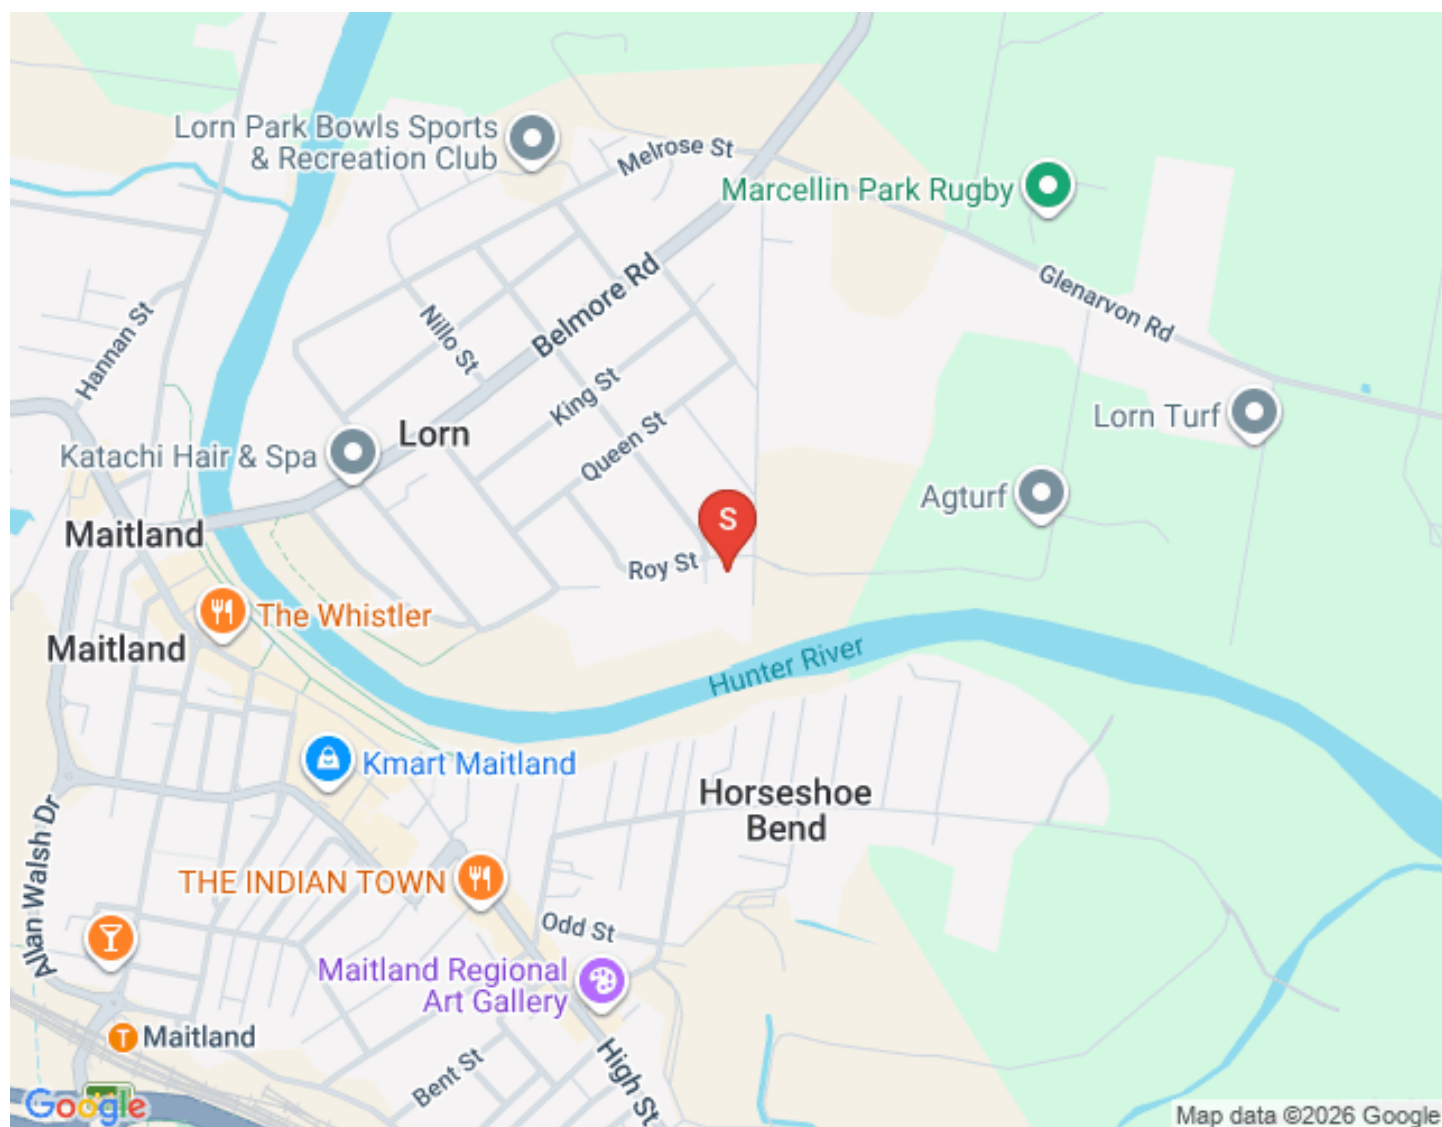 Lorn Park Bowls Sports
& Recreation Club
Melrose St
Marcellin Park Rugby
Glenarvon Rd
Hannan St
Nillo St
Belmore Rd
King St
Queen St
Lorn
Katachi Hair & Spa
Lorn Turf
Agturf
S
Maitland
Roy St
The Whistler
Maitland
Hunter River
Kmart Maitland
Horseshoe
Bend
Allan Walsh Dr
THE INDIAN TOWN
Odd St
Maitland Regional
Art Gallery
T
Maitland
Bent St
High St
Google
Map data ©2026 Google